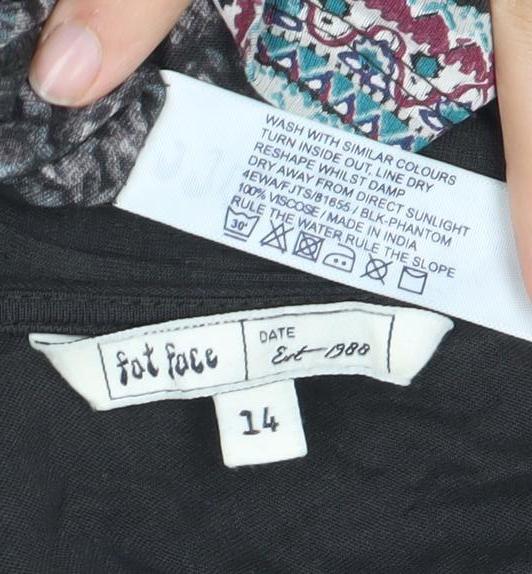 WASH WITH SIMILAR COLOURS
TURN INSIDE OUT, LINE DRY
RESHAPE WHILST DAMP
DRY AWAY FROM DIRECT SUNLIGHT
4EWA/FJTS/81655/BLK-PHANTOM
100% VISCOSE/MADE IN INDIA
RULE THE WATER RULE THE SLOPE
30°
fat face
DATE
Est-1988
14